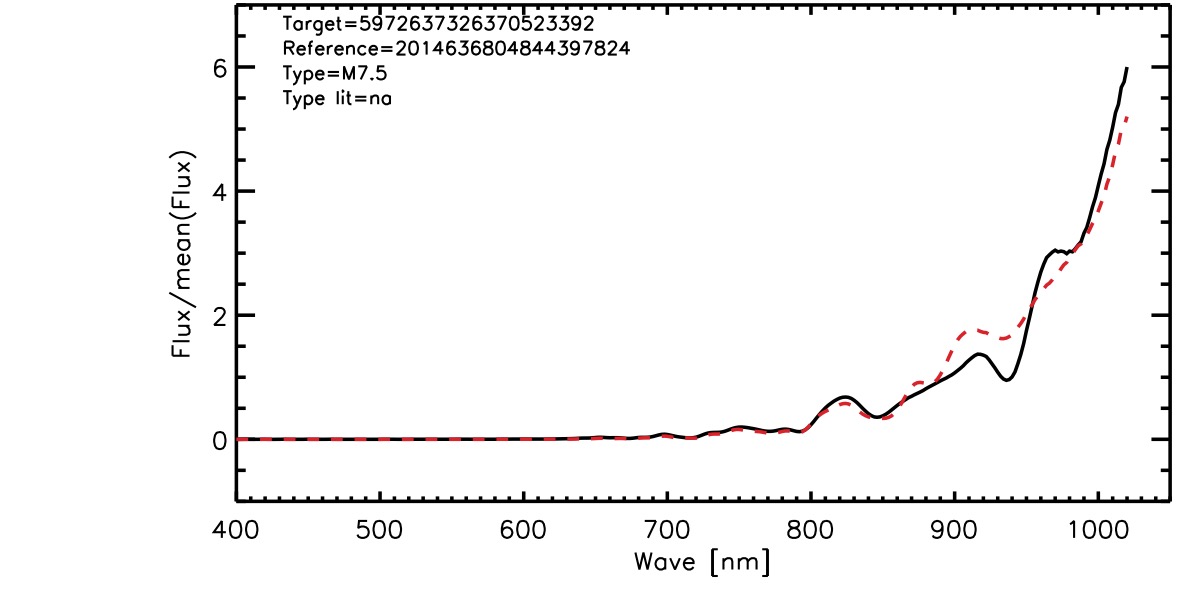 Target=5972637326370523392
Reference=2014636804844397824
Type=M7.5
Type lit=na
6
4
2
0
Flux/mean(Flux)
400 500 600 700 800 900 1000
Wave [nm]